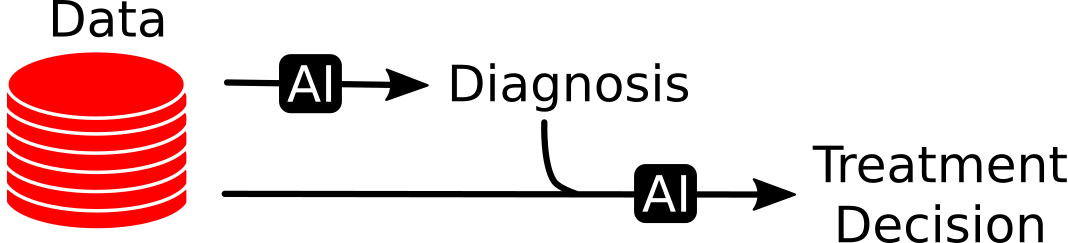 Data
AI
Diagnosis
AI
Treatment
Decision